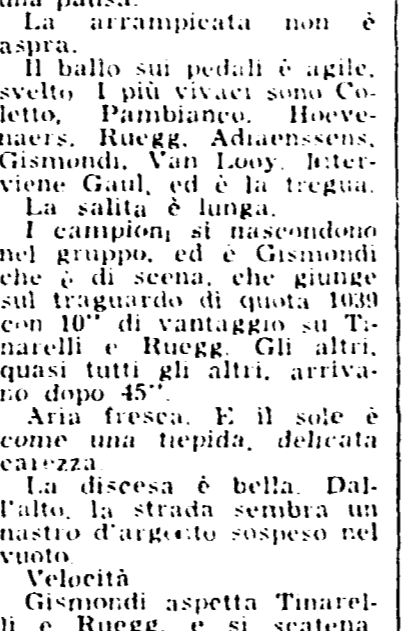 una pausa.
La arrampicata non è
aspra.
Il ballo sui pedali è agile,
svelto. I più vivaci sono Co-
letto, Pambianco, Hoeve-
naers, Ruegg, Adriaenssens,
Gismondi, Van Looy. Inter-
viene Gaul, ed è la tregua.
La salita è lunga.
I campioni si nascondono
nel gruppo, ed è Gismondi
che è di scena, che giunge
sul traguardo di quota 1039
con 10" di vantaggio su Ti-
narelli e Ruegg. Gli altri,
quasi tutti gli altri, arriva-
no dopo 45".
Aria fresca. E il sole è
come una tiepida, delicata
carezza.
La discesa è bella. Dal-
l'alto, la strada sembra un
nastro d'argento sospeso nel
vuoto.
Velocità
Gismondi aspetta Tinarel-
li e Ruegg, e si scatena.